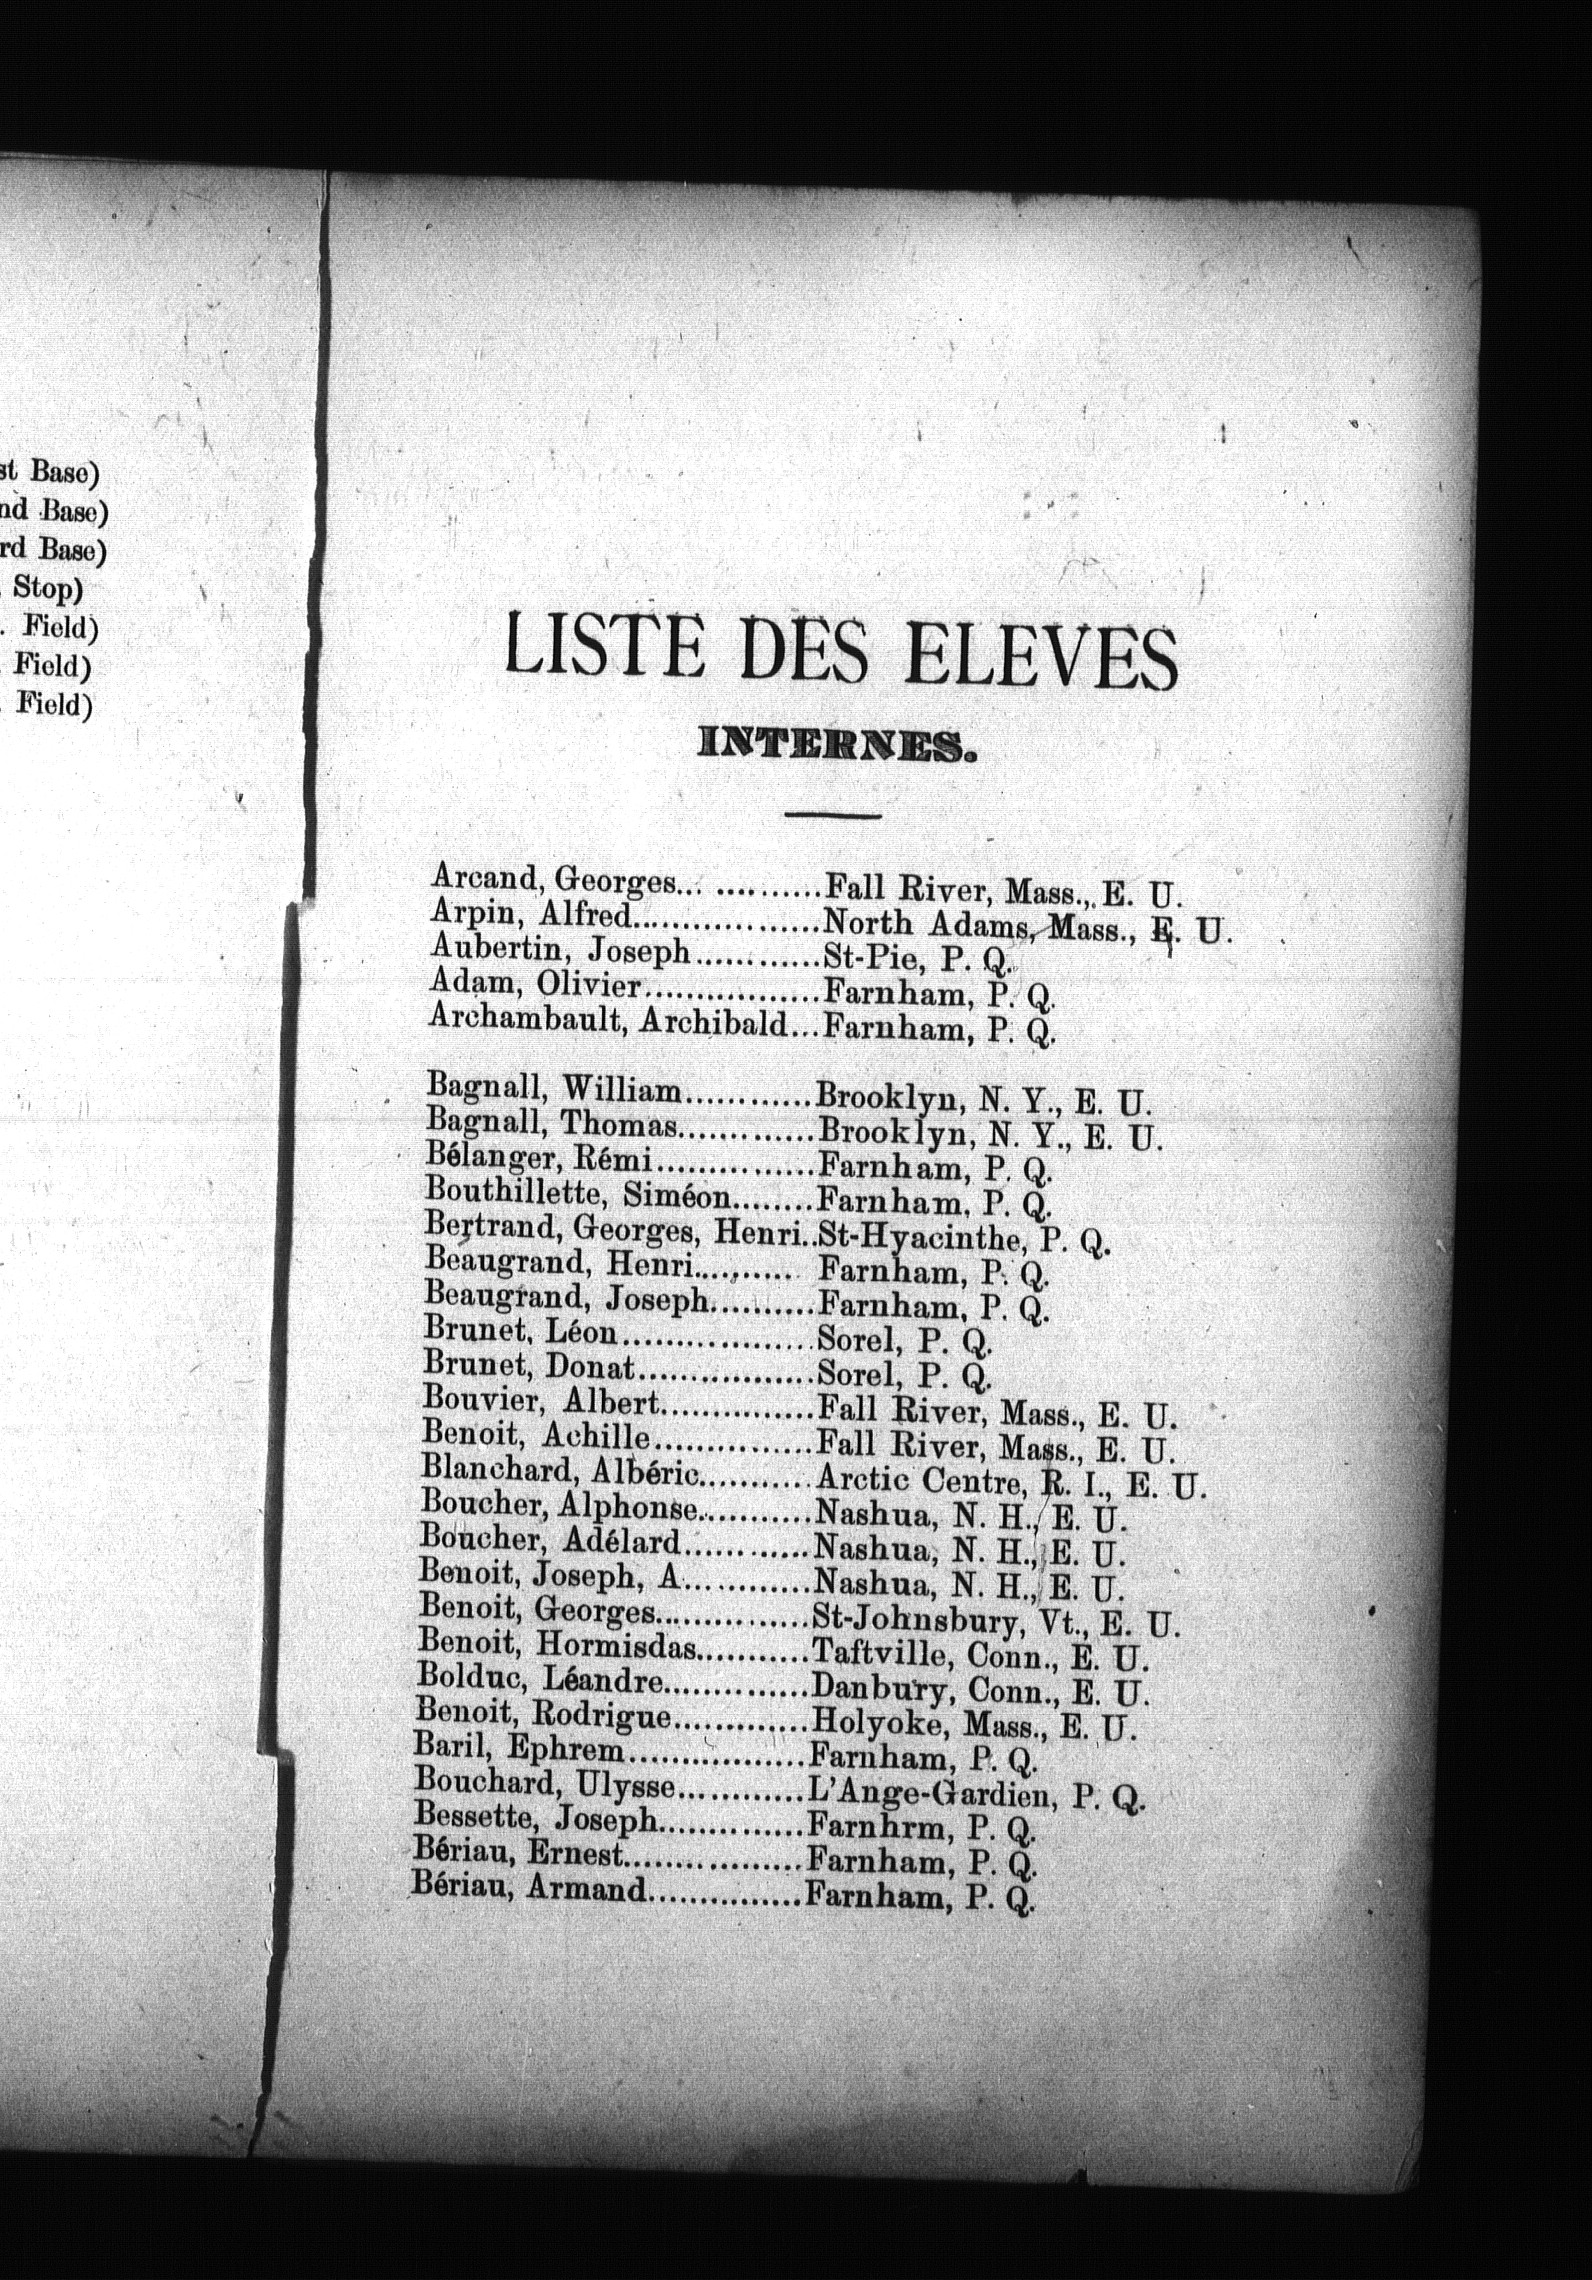 st Base)
nd Base)
rd Base)
. Stop)
. Field)
. Field)
. Field)
LISTE DES ELEVES
INTERNES.
Arcand, Georges... ..........Fall River, Mass., E. U.
Arpin, Alfred..................North Adams, Mass., E. U.
Aubertin, Joseph............St-Pie, P. Q.
Adam, Olivier.................Farnham, P. Q.
Archambault, Archibald...Farnham, P. Q.
Bagnall, William............Brooklyn, N. Y., E. U.
Bagnall, Thomas.............Brooklyn, N. Y., E. U.
Bélanger, Rémi...............Farnham, P. Q.
Bouthillette, Siméon........Farnham, P. Q.
Bertrand, Georges, Henri..St-Hyacinthe, P. Q.
Beaugrand, Henri.......... Farnham, P. Q.
Beaugrand, Joseph..........Farnham, P. Q.
Brunet, Léon..................Sorel, P. Q.
Brunet, Donat.................Sorel, P. Q.
Bouvier, Albert...............Fall River, Mass., E. U.
Benoit, Achille...............Fall River, Mass., E. U.
Blanchard, Albéric...........Arctic Centre, R. I., E. U.
Boucher, Alphonse...........Nashua, N. H., E. U.
Boucher, Adélard............Nashua, N. H., E. U.
Benoit, Joseph, A............Nashua, N. H., E. U.
Benoit, Georges...............St-Johnsbury, Vt., E. U.
Benoit, Hormisdas...........Taftville, Conn., E. U.
Bolduc, Léandre..............Danbury, Conn., E. U.
Benoit, Rodrigue.............Holyoke, Mass., E. U.
Baril, Ephrem.................Farnham, P. Q.
Bouchard, Ulysse............L'Ange-Gardien, P. Q.
Bessette, Joseph..............Farnhrm, P. Q.
Bériau, Ernest.................Farnham, P. Q.
Bériau, Armand...............Farnham, P. Q.